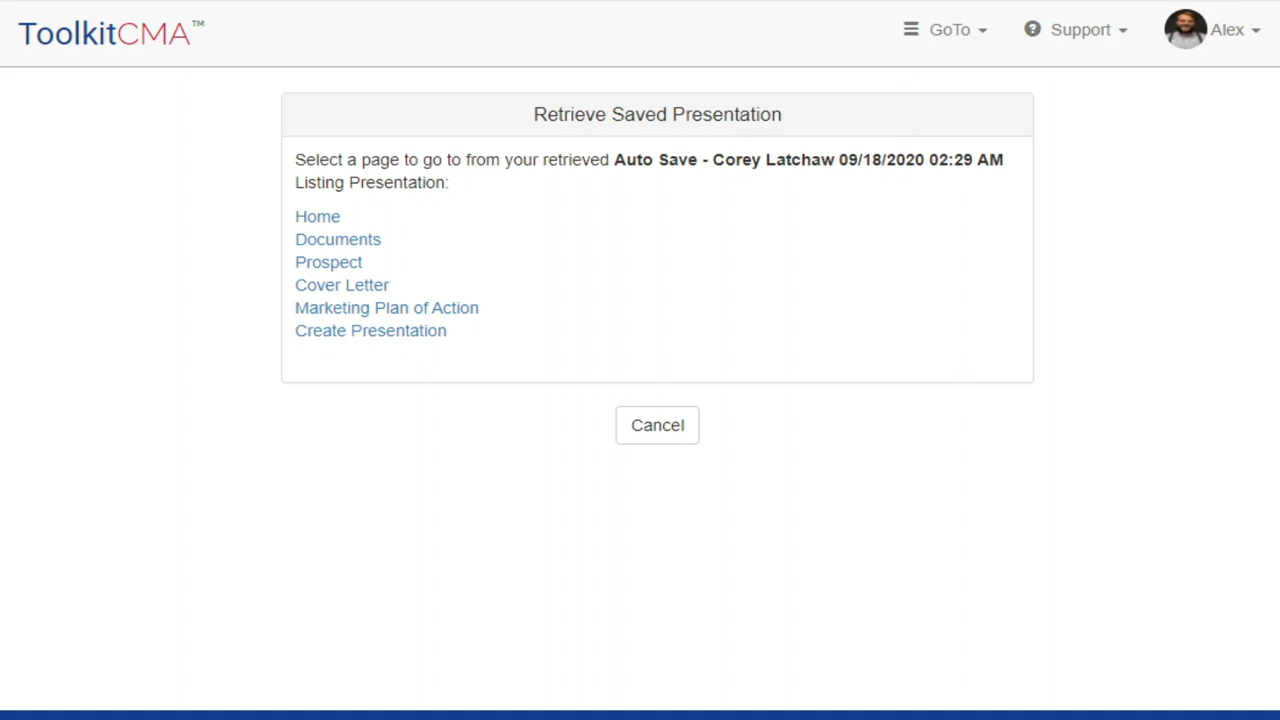 ToolkitCMA™
GoTo
Support
Alex
Retrieve Saved Presentation
Select a page to go to from your retrieved Auto Save - Corey Latchaw 09/18/2020 02:29 AM
Listing Presentation:
Home
Documents
Prospect
Cover Letter
Marketing Plan of Action
Create Presentation
Cancel